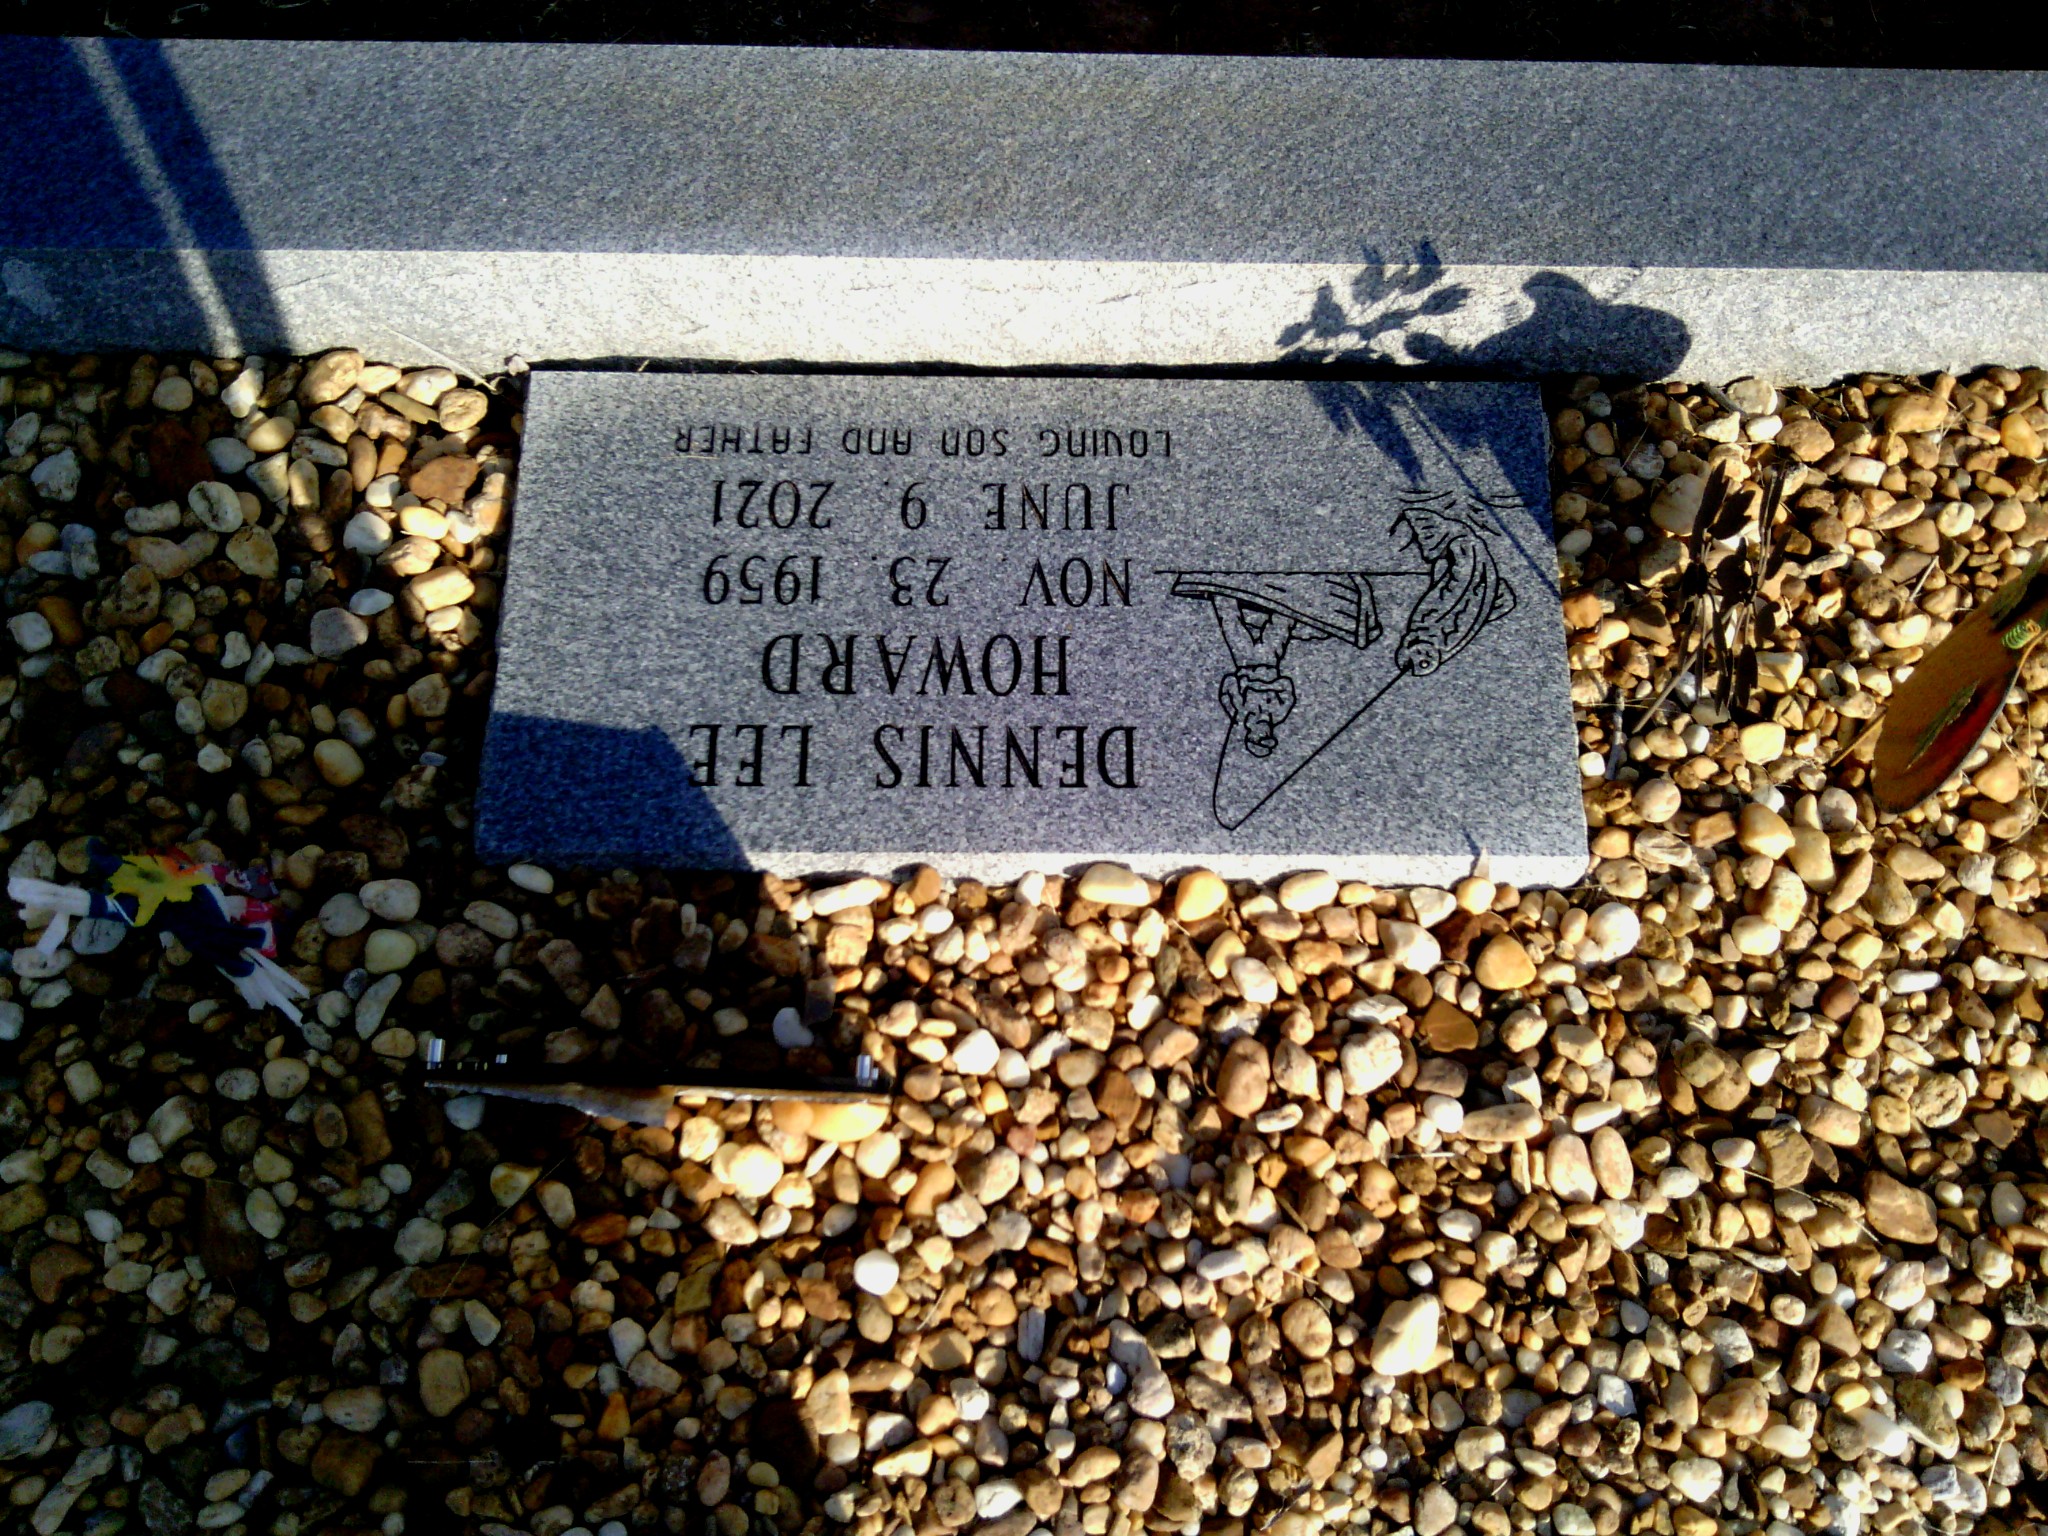 DENNIS LEE
HOWARD
NOV. 23. 1959
JUNE 9. 2021
LOVING SON AND FATHER